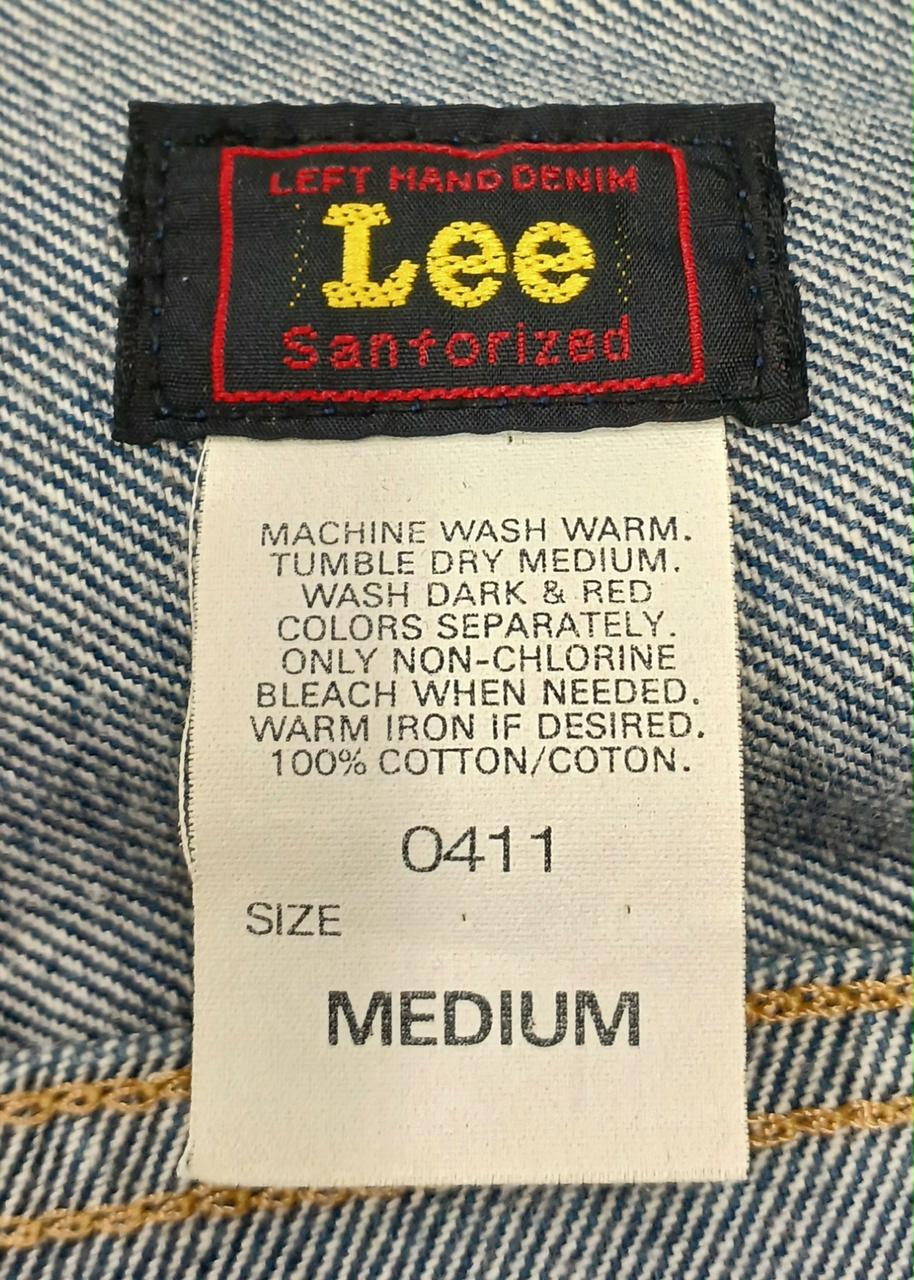 LEFT HAND DENIM
Lee
Sanforized
MACHINE WASH WARM.
TUMBLE DRY MEDIUM.
WASH DARK & RED
COLORS SEPARATELY.
ONLY NON-CHLORINE
BLEACH WHEN NEEDED.
WARM IRON IF DESIRED.
100% COTTON/COTON.
0411
SIZE
MEDIUM